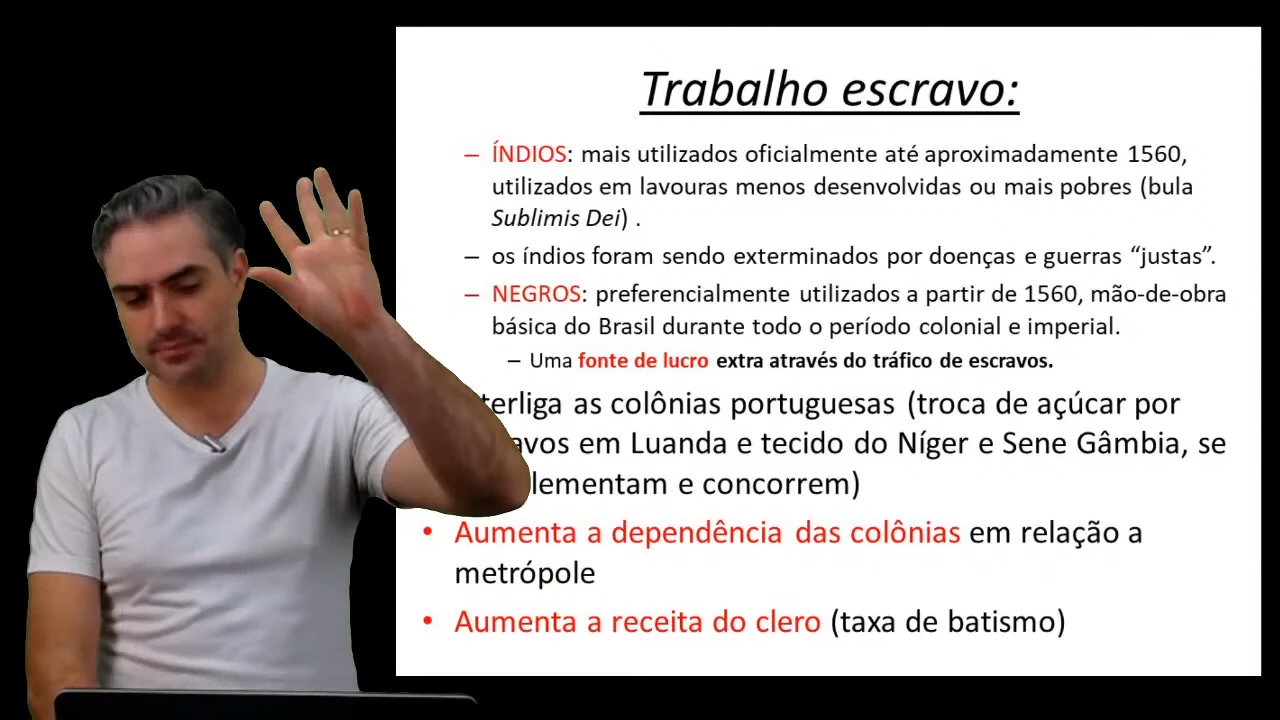 Trabalho escravo:
– ÍNDIOS: mais utilizados oficialmente até aproximadamente 1560,
utilizados em lavouras menos desenvolvidas ou mais pobres (bula
Sublimis Dei) .
– os índios foram sendo exterminados por doenças e guerras “justas”.
– NEGROS: preferencialmente utilizados a partir de 1560, mão-de-obra
básica do Brasil durante todo o período colonial e imperial.
– Uma fonte de lucro extra através do tráfico de escravos.
as colônias portuguesas (troca de açúcar por
em Luanda e tecido do Níger e Sene Gâmbia, se
e concorrem)
• Aumenta a dependência das colônias em relação a
metrópole
• Aumenta a receita do clero (taxa de batismo)